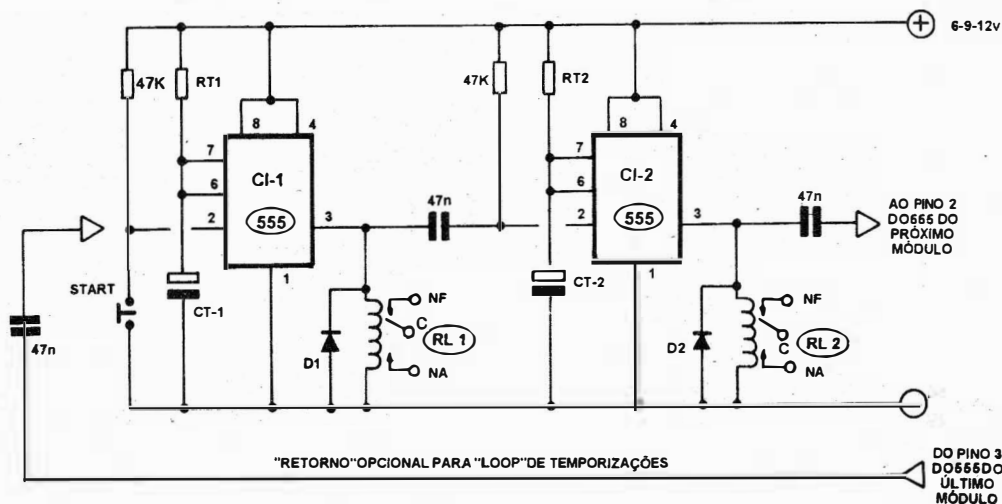 6-9-12v
47K
RT1
8
4
7
6
2
CI-1
555
3
1
CT-1
START
47n
D1
NF
C
RL 1
NA
47n
47K
RT2
8
4
7
6
2
CI-2
555
3
1
CT-2
D2
NF
C
RL 2
NA
47n
AO PINO 2
DO555 DO
PRÓXIMO
MÓDULO
"RETORNO"OPCIONAL PARA "LOOP"DE TEMPORIZAÇÕES
DO PINO 3
DO555DO
ÚLTIMO
MÓDULO